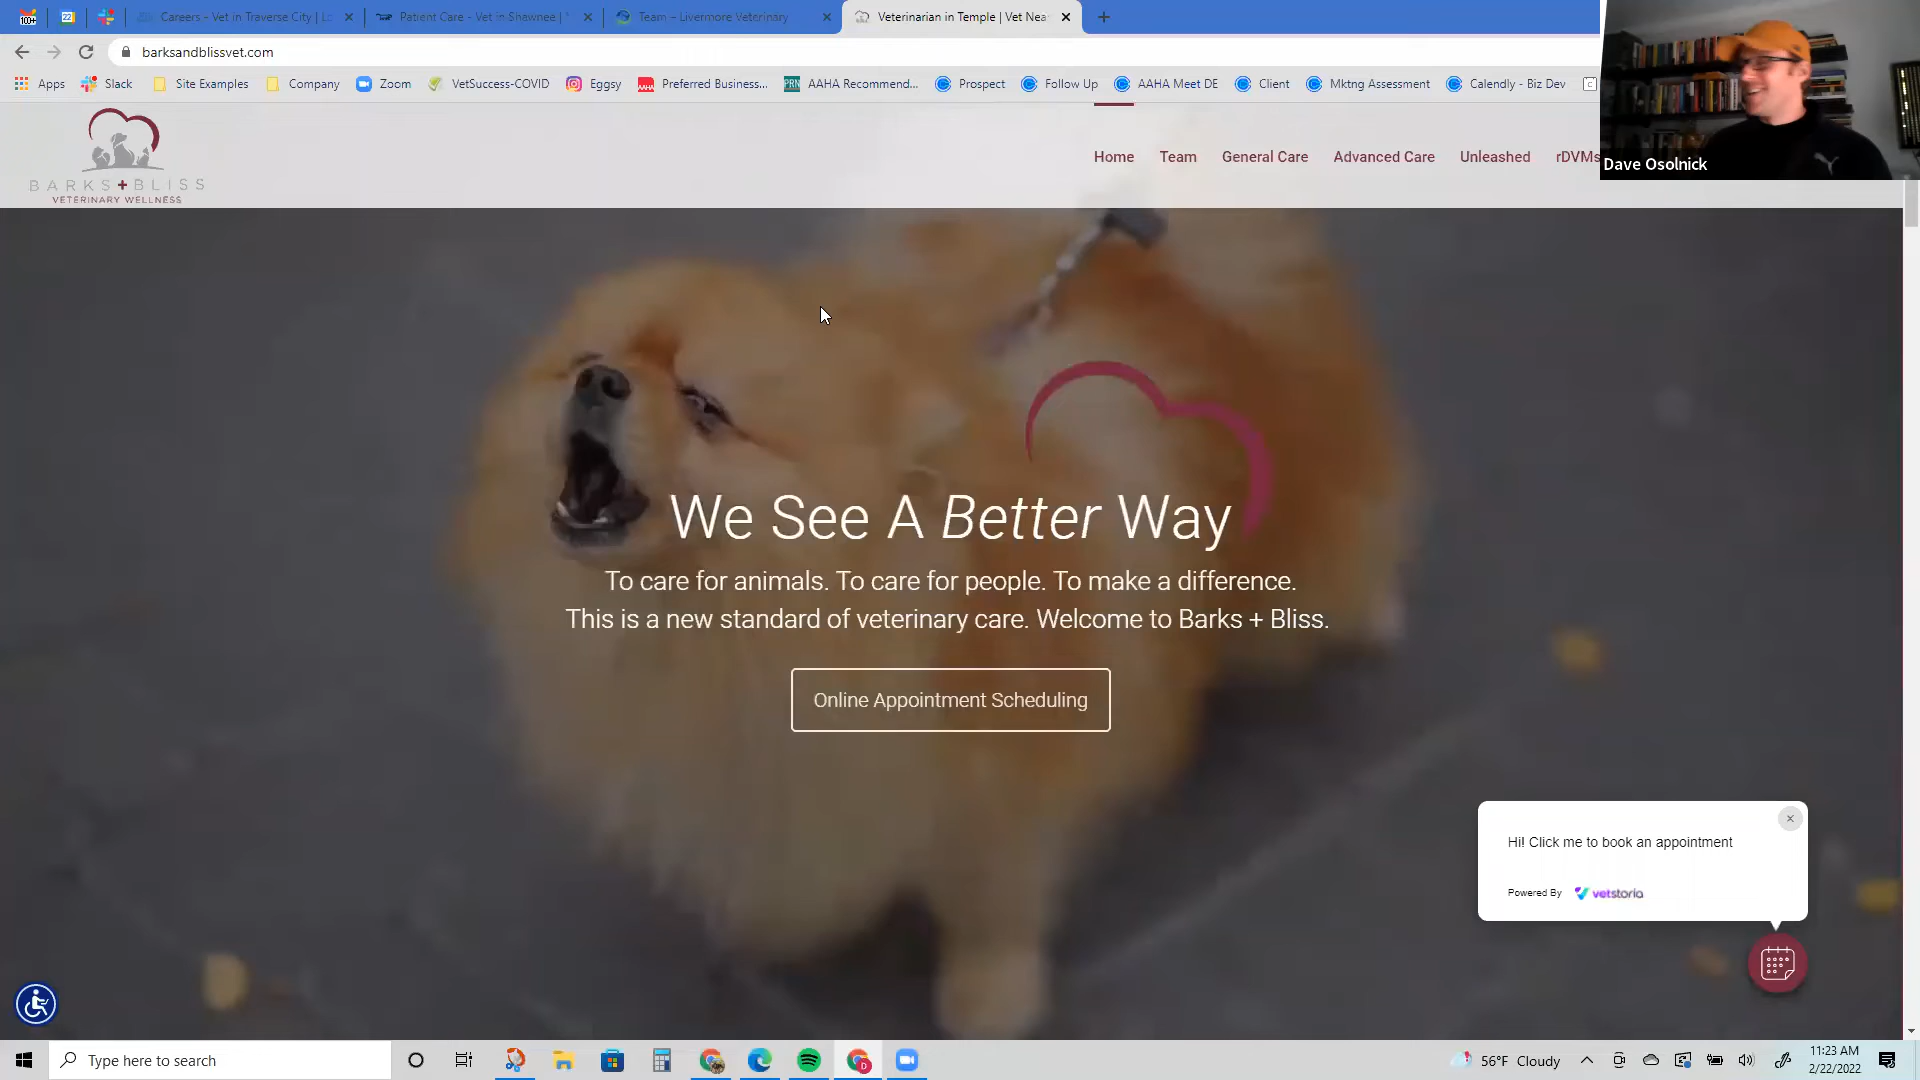 Careers - Vet in Traverse City | Lo
Patient Care - Vet in Shawnee |
Team – Livermore Veterinary
Veterinarian in Temple | Vet Nea
barksandblissvet.com
Apps
Slack
Site Examples
Company
Zoom
VetSuccess-COVID
Eggsy
Preferred Business...
AAHA Recommend...
Prospect
Follow Up
AAHA Meet DE
Client
Mktng Assessment
Calendly - Biz Dev
Dave Osolnick
BARKS+BLISS
VETERINARY WELLNESS
Home
Team
General Care
Advanced Care
Unleashed
rDVMs
We See A Better Way
To care for animals. To care for people. To make a difference.
This is a new standard of veterinary care. Welcome to Barks + Bliss.
Online Appointment Scheduling
Hi! Click me to book an appointment
Powered By vetstoria
Type here to search
56°F Cloudy
11:23 AM
2/22/2022